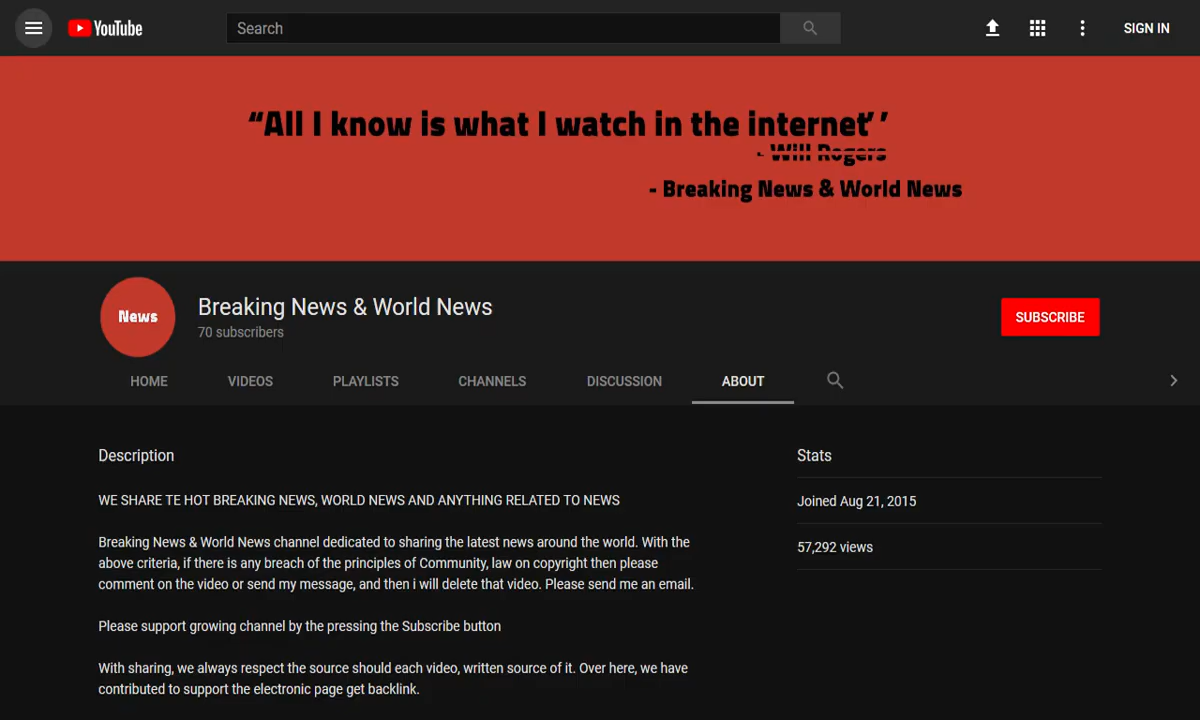 YouTube
Search
SIGN IN
“All I know is what I watch in the internet’’
- Will Rogers
- Breaking News & World News
News
Breaking News & World News
70 subscribers
SUBSCRIBE
HOME VIDEOS PLAYLISTS CHANNELS DISCUSSION ABOUT
Description
WE SHARE TE HOT BREAKING NEWS, WORLD NEWS AND ANYTHING RELATED TO NEWS
Breaking News & World News channel dedicated to sharing the latest news around the world. With the
above criteria, if there is any breach of the principles of Community, law on copyright then please
comment on the video or send my message, and then i will delete that video. Please send me an email.
Please support growing channel by the pressing the Subscribe button
With sharing, we always respect the source should each video, written source of it. Over here, we have
contributed to support the electronic page get backlink.
Stats
Joined Aug 21, 2015
57,292 views